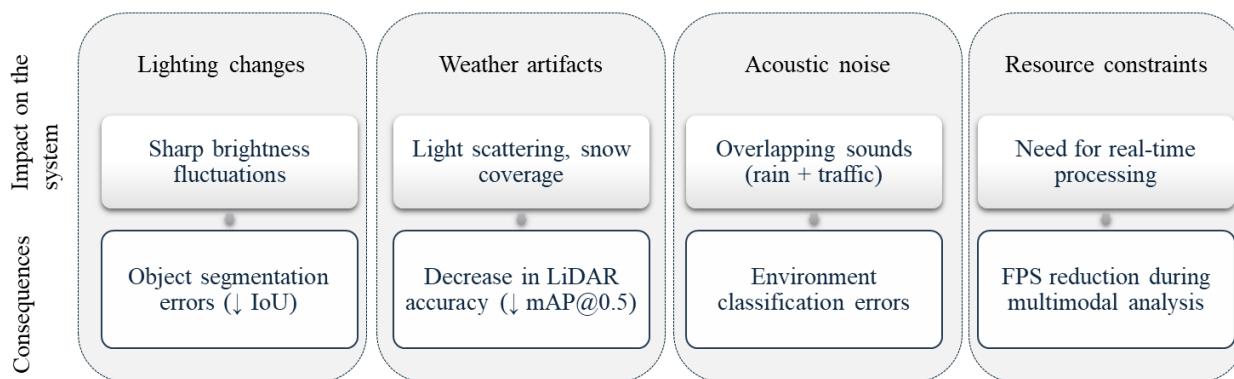 Lighting changes
Weather artifacts
Acoustic noise
Resource constraints
Impact on the
system
Sharp brightness
fluctuations
Light scattering, snow
coverage
Overlapping sounds
(rain + traffic)
Need for real-time
processing
Consequences
Object segmentation
errors (↓ IoU)
Decrease in LiDAR
accuracy (↓ mAP@0.5)
Environment
classification errors
FPS reduction during
multimodal analysis